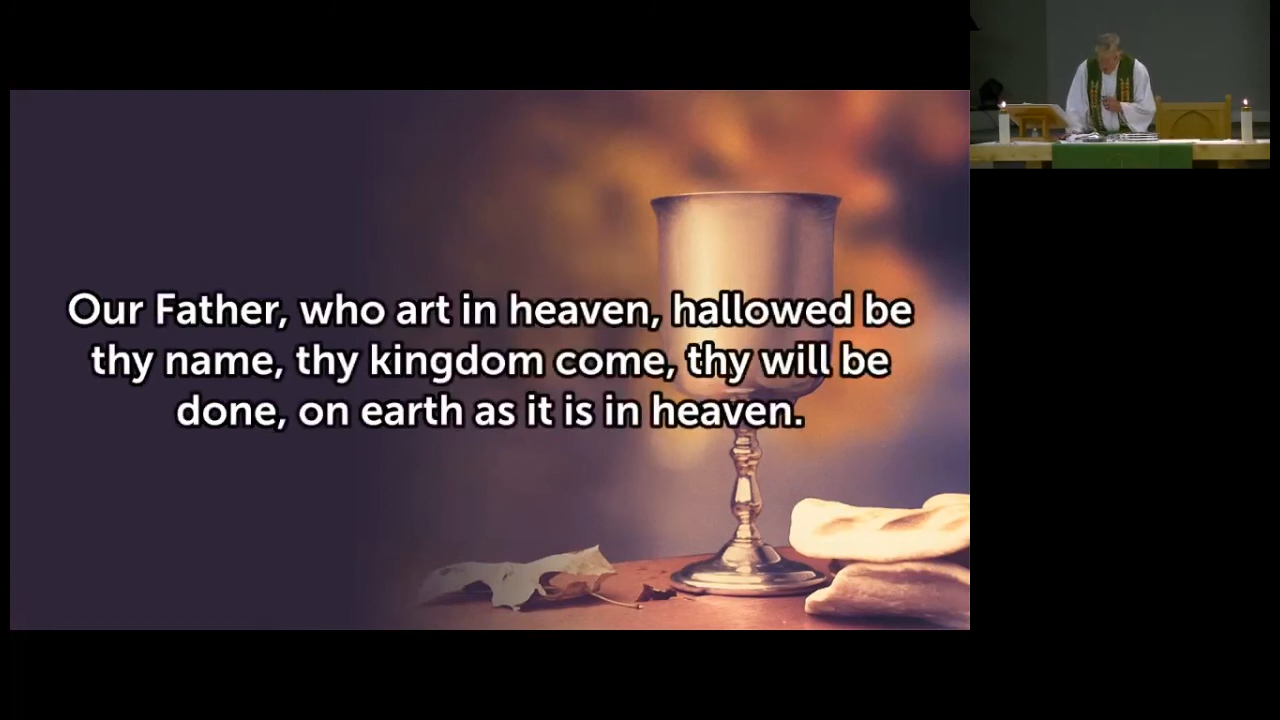 Our Father, who art in heaven, hallowed be
thy name, thy kingdom come, thy will be
done, on earth as it is in heaven.